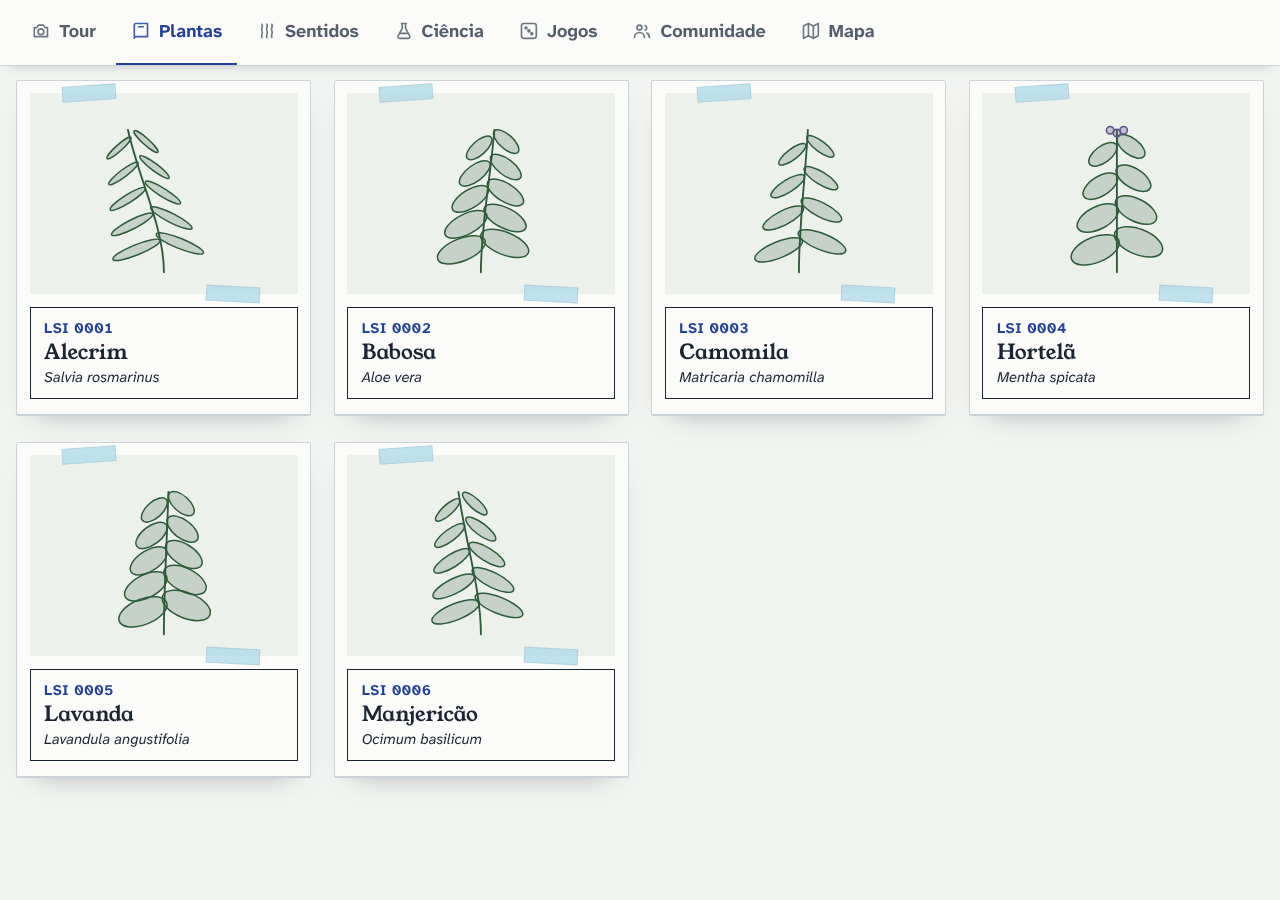 Tour Plantas Sentidos Ciência Jogos Comunidade Mapa
LSI 0001
Alecrim
Salvia rosmarinus
LSI 0002
Babosa
Aloe vera
LSI 0003
Camomila
Matricaria chamomilla
LSI 0004
Hortelã
Mentha spicata
LSI 0005
Lavanda
Lavandula angustifolia
LSI 0006
Manjericão
Ocimum basilicum